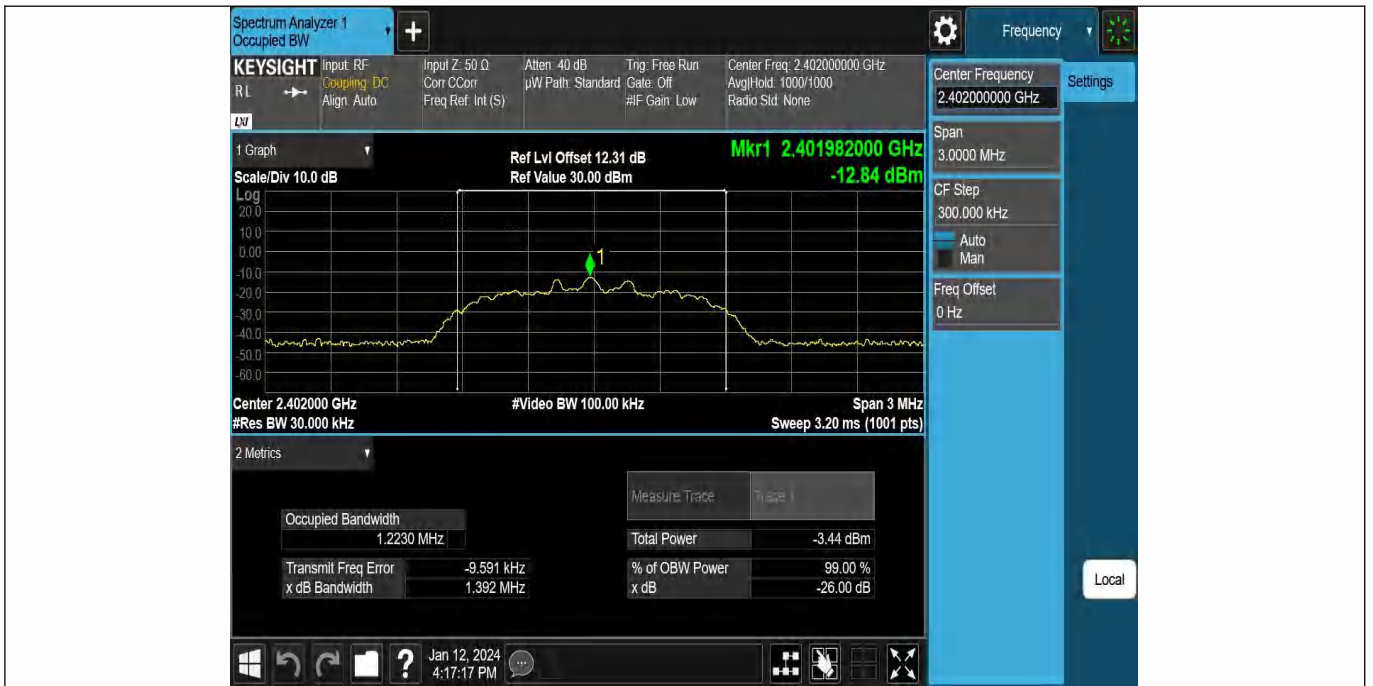 Spectrum Analyzer 1
Occupied BW
+
Frequency
KEYSIGHT
R L
LXI
Input: RF
Coupling: DC
Align: Auto
Input Z: 50 Ω
Corr CCorr
Freq Ref: Int (S)
Atten: 40 dB
µW Path: Standard
Trig: Free Run
Gate: Off
#IF Gain: Low
Center Freq: 2.402000000 GHz
Avg|Hold: 1000/1000
Radio Std: None
Center Frequency
2.402000000 GHz
Settings
Span
3.0000 MHz
CF Step
300.000 kHz
Auto
Man
Freq Offset
0 Hz
Local
1 Graph
Scale/Div 10.0 dB
Ref Lvl Offset 12.31 dB
Ref Value 30.00 dBm
Mkr1 2.401982000 GHz
-12.84 dBm
Log
20.0
10.0
0.00
-10.0
-20.0
-30.0
-40.0
-50.0
-60.0
1
Center 2.402000 GHz
#Video BW 100.00 kHz
Span 3 MHz
#Res BW 30.000 kHz
Sweep 3.20 ms (1001 pts)
2 Metrics
Measure Trace
Trace 1
Occupied Bandwidth
1.2230 MHz
Total Power
-3.44 dBm
Transmit Freq Error
-9.591 kHz
% of OBW Power
99.00 %
x dB Bandwidth
1.392 MHz
x dB
-26.00 dB
?
Jan 12, 2024
4:17:17 PM